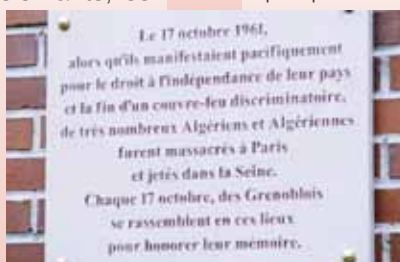 Le 17 octobre 1961,
alors qu'ils manifestaient pacifiquement
pour le droit à l'indépendance de leur pays
et la fin d'un couvre-feu discriminatoire,
de très nombreux Algériens et Algériennes
furent massacrés à Paris
et jetés dans la Seine.
Chaque 17 octobre, des Grenoblois
se rassemblent en ces lieux
pour honorer leur mémoire.